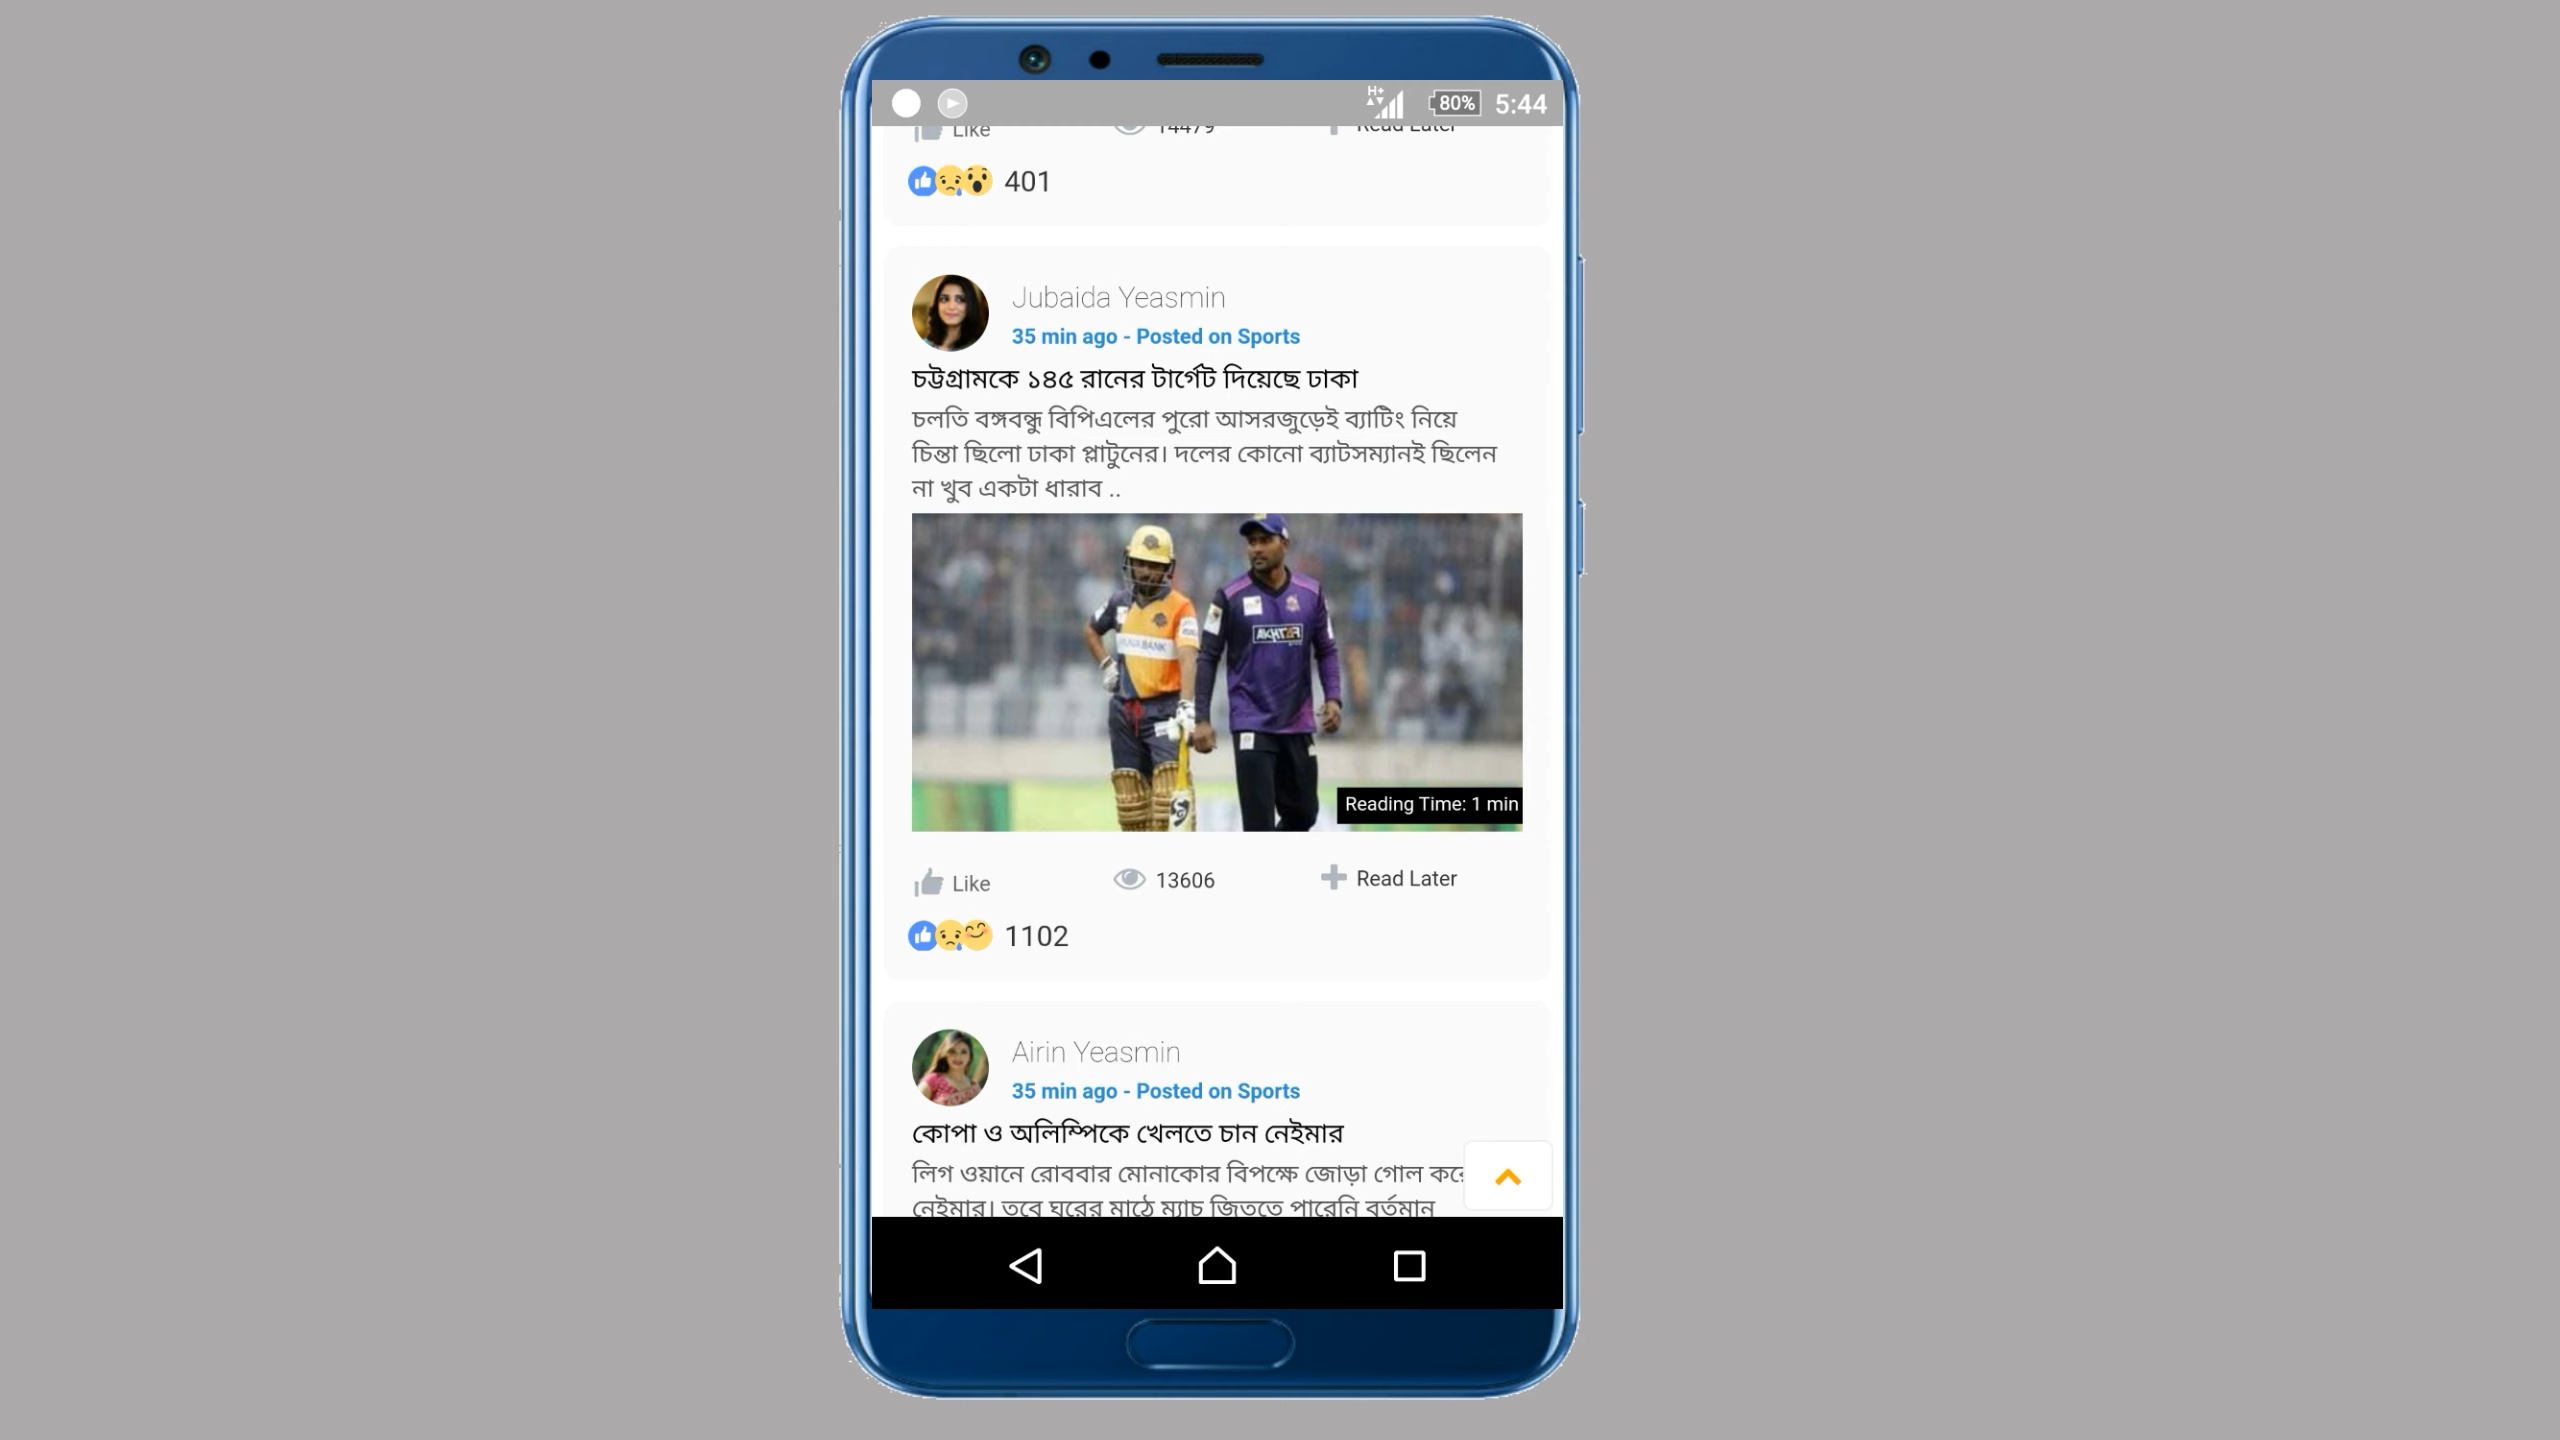 H+
80%
5:44
Like
14479
Read Later
401
Jubaida Yeasmin
35 min ago - Posted on Sports
চট্টগ্রামকে ১৪৫ রানের টার্গেট দিয়েছে ঢাকা
চলতি বঙ্গবন্ধু বিপিএলের পুরো আসরজুড়েই ব্যাটিং নিয়ে
চিন্তা ছিলো ঢাকা প্লাটুনের। দলের কোনো ব্যাটসম্যানই ছিলেন
না খুব একটা ধারাব ..
AKHTAR
BANK
Reading Time: 1 min
Like
13606
Read Later
1102
Airin Yeasmin
35 min ago - Posted on Sports
কোপা ও অলিম্পিকে খেলতে চান নেইমার
লিগ ওয়ানে রোববার মোনাকোর বিপক্ষে জোড়া গোল
নেইমার। তবে ঘরের মাঠে ম্যাচ জিততে পারেনি বর্তমান